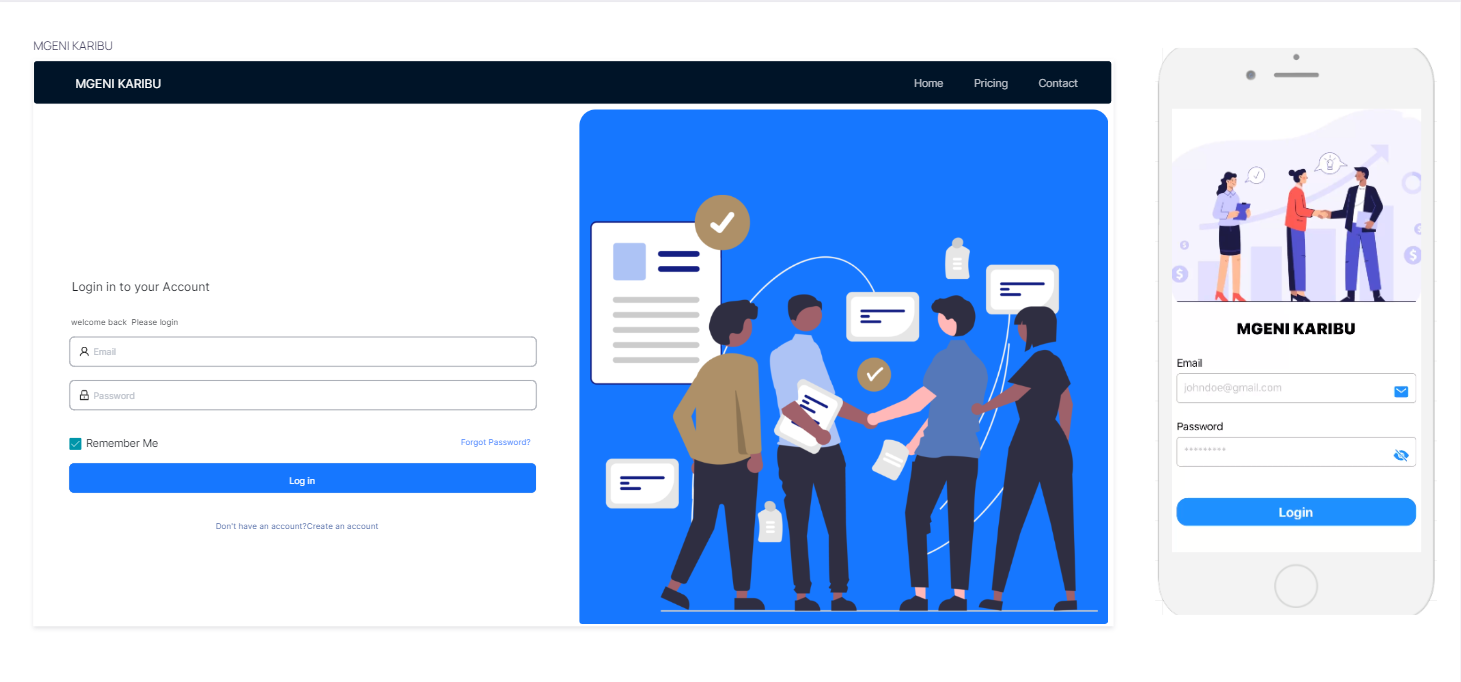 MGENI KARIBU
MGENI KARIBU
Home Pricing Contact
Login in to your Account
welcome back Please login
Email
Password
Remember Me
Forgot Password?
Log in
Don't have an account?Create an account
MGENI KARIBU
Email
johndoe@gmail.com
Password
*********
Login